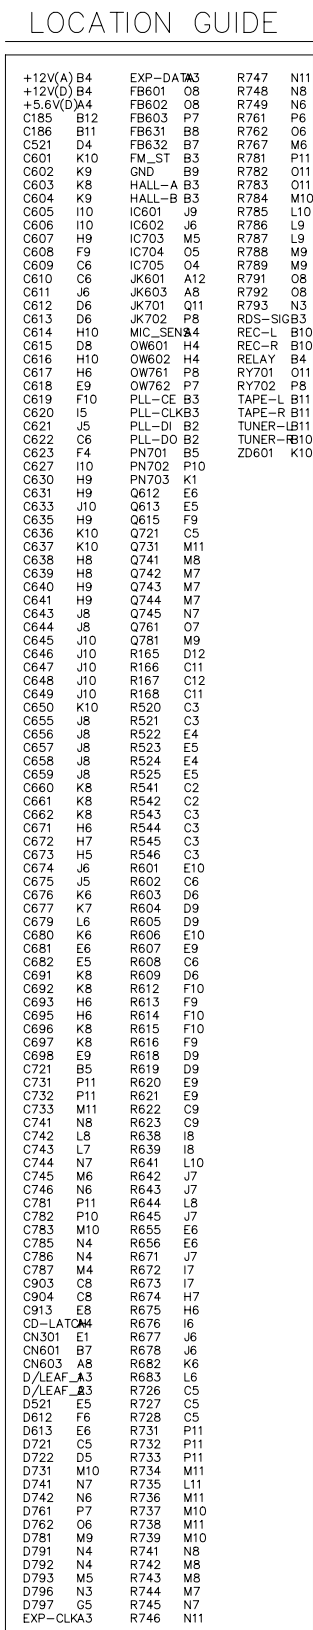 LOCATION GUIDE
+12V(A) B4
+12V(D) B4
+5.6V(D) A4
C185 B12
C186 B11
C521 D4
C601 K10
C602 K9
C603 K8
C604 K9
C605 I10
C606 I10
C607 H9
C608 F9
C609 C6
C610 C6
C611 J6
C612 D6
C613 D6
C614 H10
C615 D8
C616 H10
C617 H6
C618 E9
C619 F10
C620 I5
C621 J5
C622 C6
C623 F4
C627 I10
C630 H9
C631 H9
C633 J10
C635 H9
C636 K10
C637 K10
C638 H8
C639 H8
C640 H9
C641 H9
C643 J8
C644 J8
C645 J10
C646 J10
C647 J10
C648 J10
C649 J10
C650 K10
C655 J8
C656 J8
C657 J8
C658 J8
C659 J8
C660 K8
C661 K8
C662 K8
C671 H6
C672 H7
C673 H5
C674 J6
C675 J5
C676 K6
C677 K7
C679 L6
C680 K6
C681 E6
C682 E5
C691 K8
C692 K8
C693 H6
C695 H6
C696 K8
C697 K8
C698 E9
C721 B5
C731 P11
C732 P11
C733 M11
C741 N8
C742 L8
C743 L7
C744 N7
C745 M6
C746 N6
C781 P11
C782 P10
C783 M10
C785 N4
C786 N4
C787 M4
C903 C8
C904 C8
C913 E8
CD-LATCH A4
CN301 E1
CN601 B7
CN603 A8
D/LEAF_1 A3
D/LEAF_2 A3
D521 E5
D612 F6
D613 E6
D721 C5
D722 D5
D731 M10
D741 N7
D742 N6
D761 P7
D762 O6
D781 M9
D791 N4
D792 N4
D793 M5
D796 N3
D797 G5
EXP-CLK A3
EXP-DATA A3
FB601 O8
FB602 O8
FB603 P7
FB631 B8
FB632 B7
FM_ST B3
GND B9
HALL-A B3
HALL-B B3
IC601 J9
IC602 J6
IC703 M5
IC704 O5
IC705 O4
JK601 A12
JK603 A8
JK701 Q11
JK702 P8
MIC_SENS A4
OW601 H4
OW602 H4
OW761 P8
OW762 P7
PLL-CE B3
PLL-CLK B3
PLL-DI B2
PLL-DO B2
PN701 B5
PN702 P10
PN703 K1
Q612 E6
Q613 E5
Q615 F9
Q721 C5
Q731 M11
Q741 M8
Q742 M7
Q743 M7
Q744 M7
Q745 N7
Q761 O7
Q781 M9
R165 D12
R166 C11
R167 C12
R168 C11
R520 C3
R521 C3
R522 E4
R523 E5
R524 E4
R525 E5
R541 C2
R542 C2
R543 C3
R544 C3
R545 C3
R546 C3
R601 E10
R602 C6
R603 D6
R604 D9
R605 D9
R606 E10
R607 E9
R608 C6
R609 D6
R612 F10
R613 F9
R614 F10
R615 F10
R616 F9
R618 D9
R619 D9
R620 E9
R621 E9
R622 C9
R623 C9
R638 I8
R639 I8
R641 L10
R642 J7
R643 J7
R644 L8
R645 J7
R655 E6
R656 E6
R671 J7
R672 I7
R673 I7
R674 H7
R675 H6
R676 I6
R677 J6
R678 J6
R682 K6
R683 L6
R726 C5
R727 C5
R728 C5
R731 P11
R732 P11
R733 P11
R734 M11
R735 L11
R736 M11
R737 M10
R738 M11
R739 M10
R741 N8
R742 M8
R743 M8
R744 M7
R745 N7
R746 N11
R747 N11
R748 N8
R749 N6
R761 P6
R762 O6
R767 M6
R781 P11
R782 O11
R783 O11
R784 M10
R785 L10
R786 L9
R787 L9
R788 M9
R789 M9
R791 O8
R792 O8
R793 N3
RDS-SIG B3
REC-L B10
REC-R B10
RELAY B4
RY701 O11
RY702 P8
TAPE-L B11
TAPE-R B11
TUNER-L B11
TUNER-R B10
ZD601 K10